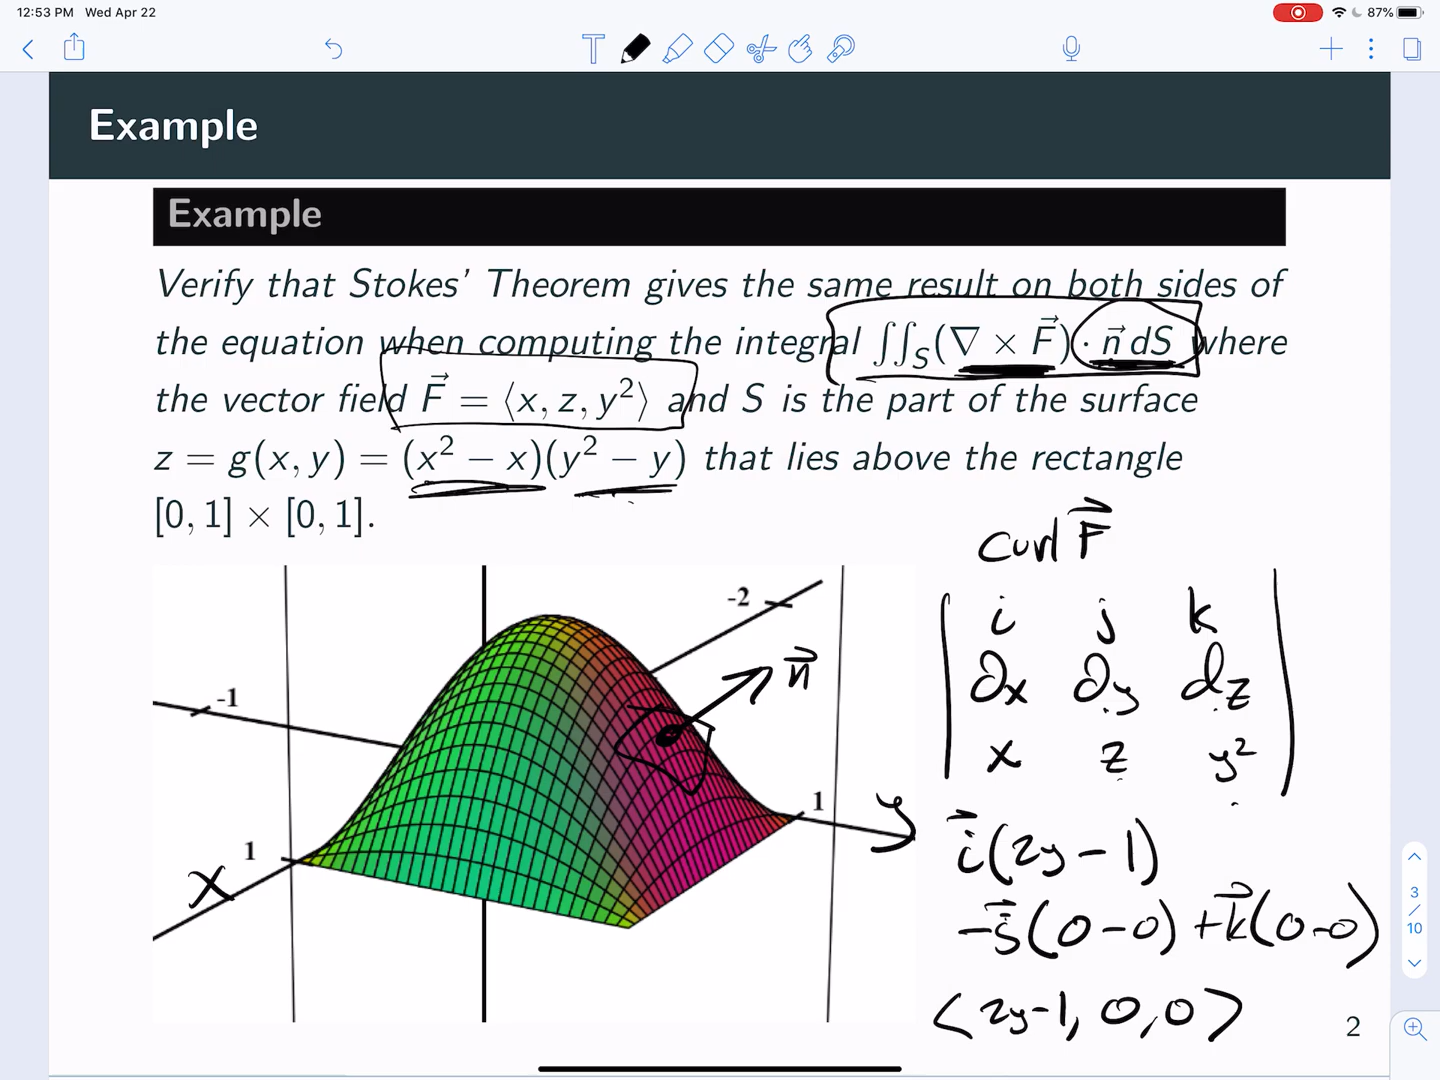 12:53 PM Wed Apr 22
87%
T
Example
Example
Verify that Stokes' Theorem gives the same result on both sides of
the equation when computing the integral ∬_S(∇ × F⃗) · n⃗ dS where
the vector field F⃗ = ⟨x, z, y²⟩ and S is the part of the surface
z = g(x, y) = (x² − x)(y² − y) that lies above the rectangle
[0, 1] × [0, 1].
curl F⃗
i j k
∂x ∂y ∂z
x z y²
i⃗(2y−1)
−j⃗(0−0) + k⃗(0−0)
⟨2y−1, 0, 0⟩
-2
n⃗
-1
1
y
1
x
3
/
10
2